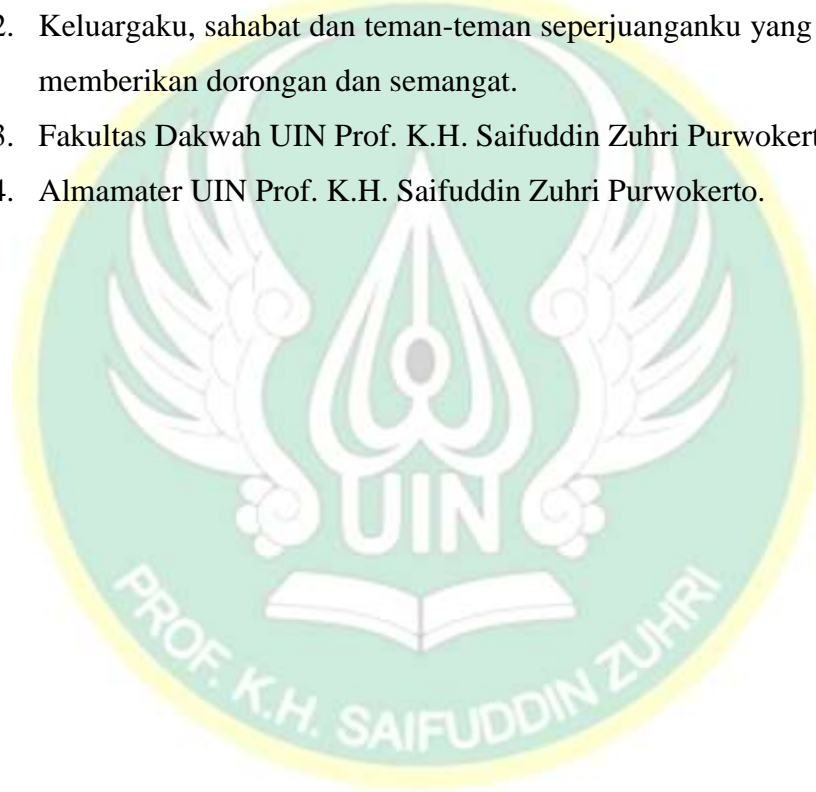 2. Keluargaku, sahabat dan teman-teman seperjuanganku yang
memberikan dorongan dan semangat.
3. Fakultas Dakwah UIN Prof. K.H. Saifuddin Zuhri Purwokert
4. Almamater UIN Prof. K.H. Saifuddin Zuhri Purwokerto.
UIN
PROF. K.H. SAIFUDDIN ZUHRI